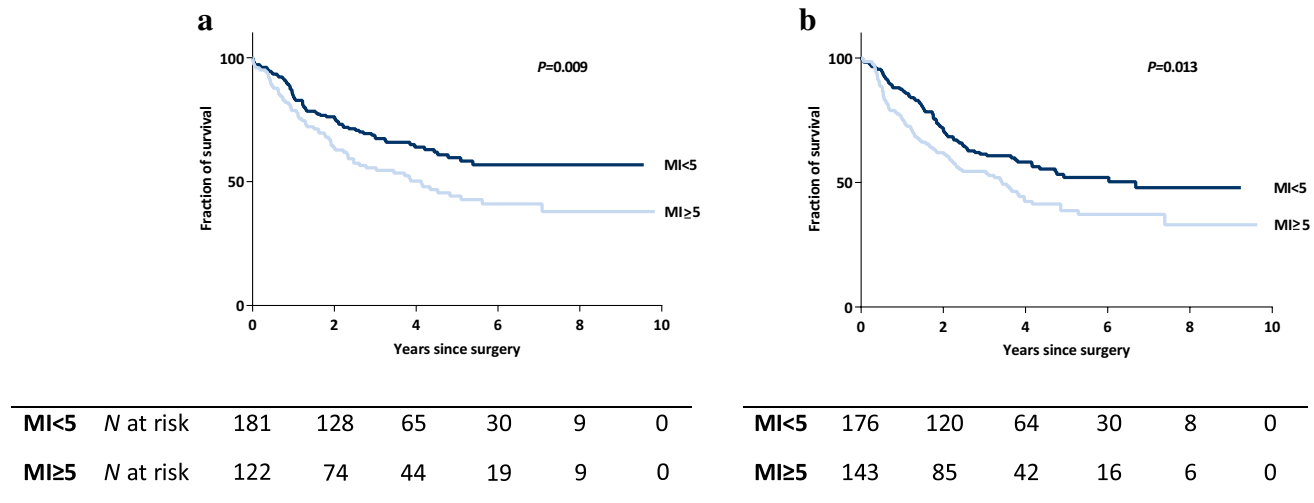 a
100
50
0
Fraction of survival
P=0.009
MI<5
MI≥5
0 2 4 6 8 10
Years since surgery
MI<5 N at risk 181 128 65 30 9 0
MI≥5 N at risk 122 74 44 19 9 0
b
100
50
0
Fraction of survival
P=0.013
MI<5
MI≥5
0 2 4 6 8 10
Years since surgery
MI<5 176 120 64 30 8 0
MI≥5 143 85 42 16 6 0